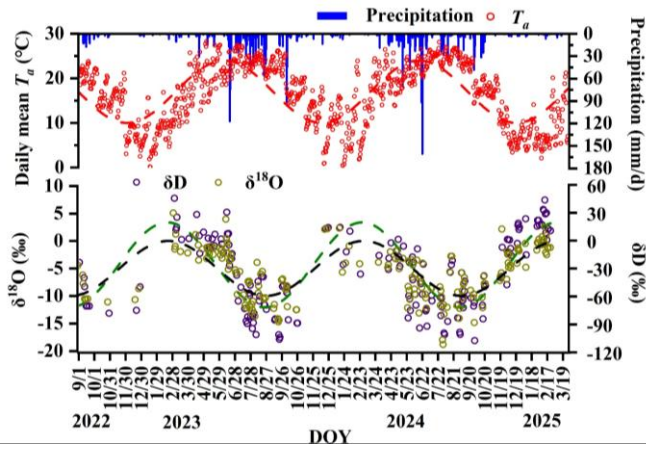 Precipitation Tₐ
Daily mean Tₐ (°C)
30
20
10
0
Precipitation (mm/d)
0
30
60
90
120
150
180
δD δ¹⁸O
δ¹⁸O (‰)
10
5
0
-5
-10
-15
-20
δD (‰)
60
30
0
-30
-60
-90
-120
9/1 10/1 10/31 11/30 12/30 1/29 2/28 3/30 4/29 5/29 6/28 7/28 8/27 9/26 10/26 11/25 12/25 1/24 2/23 3/24 4/23 5/23 6/22 7/22 8/21 9/20 10/20 11/19 12/19 1/18 2/17 3/19
2022 2023 2024 2025
DOY